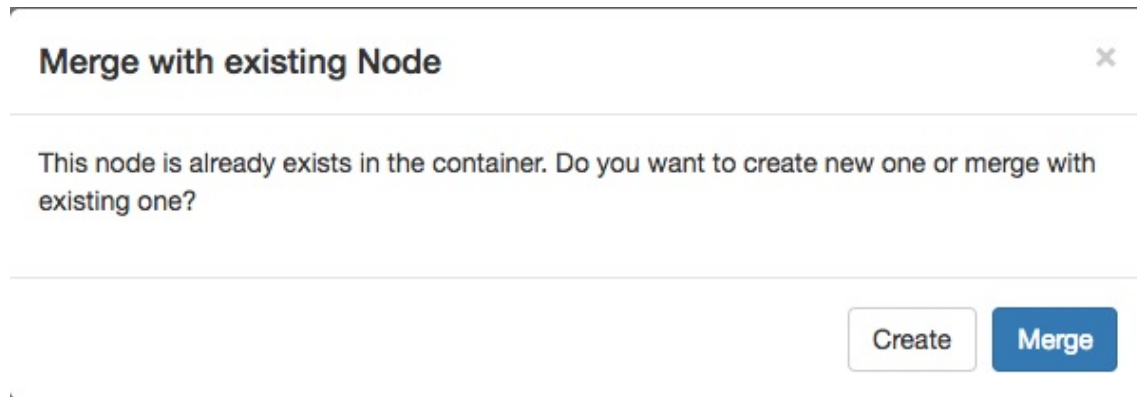 Merge with existing Node
×
This node is already exists in the container. Do you want to create new one or merge with
existing one?
Create
Merge